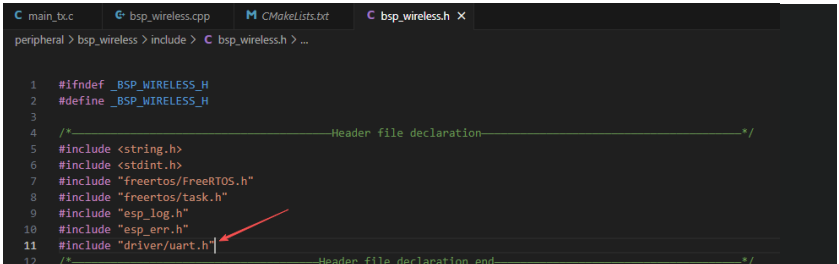 main_tx.c bsp_wireless.cpp CMakeLists.txt bsp_wireless.h
peripheral > bsp_wireless > include > C bsp_wireless.h > ...
1 #ifndef _BSP_WIRELESS_H
2 #define _BSP_WIRELESS_H
3
4 /*————————————————Header file declaration————————————————*/
5 #include <string.h>
6 #include <stdint.h>
7 #include "freertos/FreeRTOS.h"
8 #include "freertos/task.h"
9 #include "esp_log.h"
10 #include "esp_err.h"
11 #include "driver/uart.h"
12 /*————————————————Header file declaration end————————————————*/